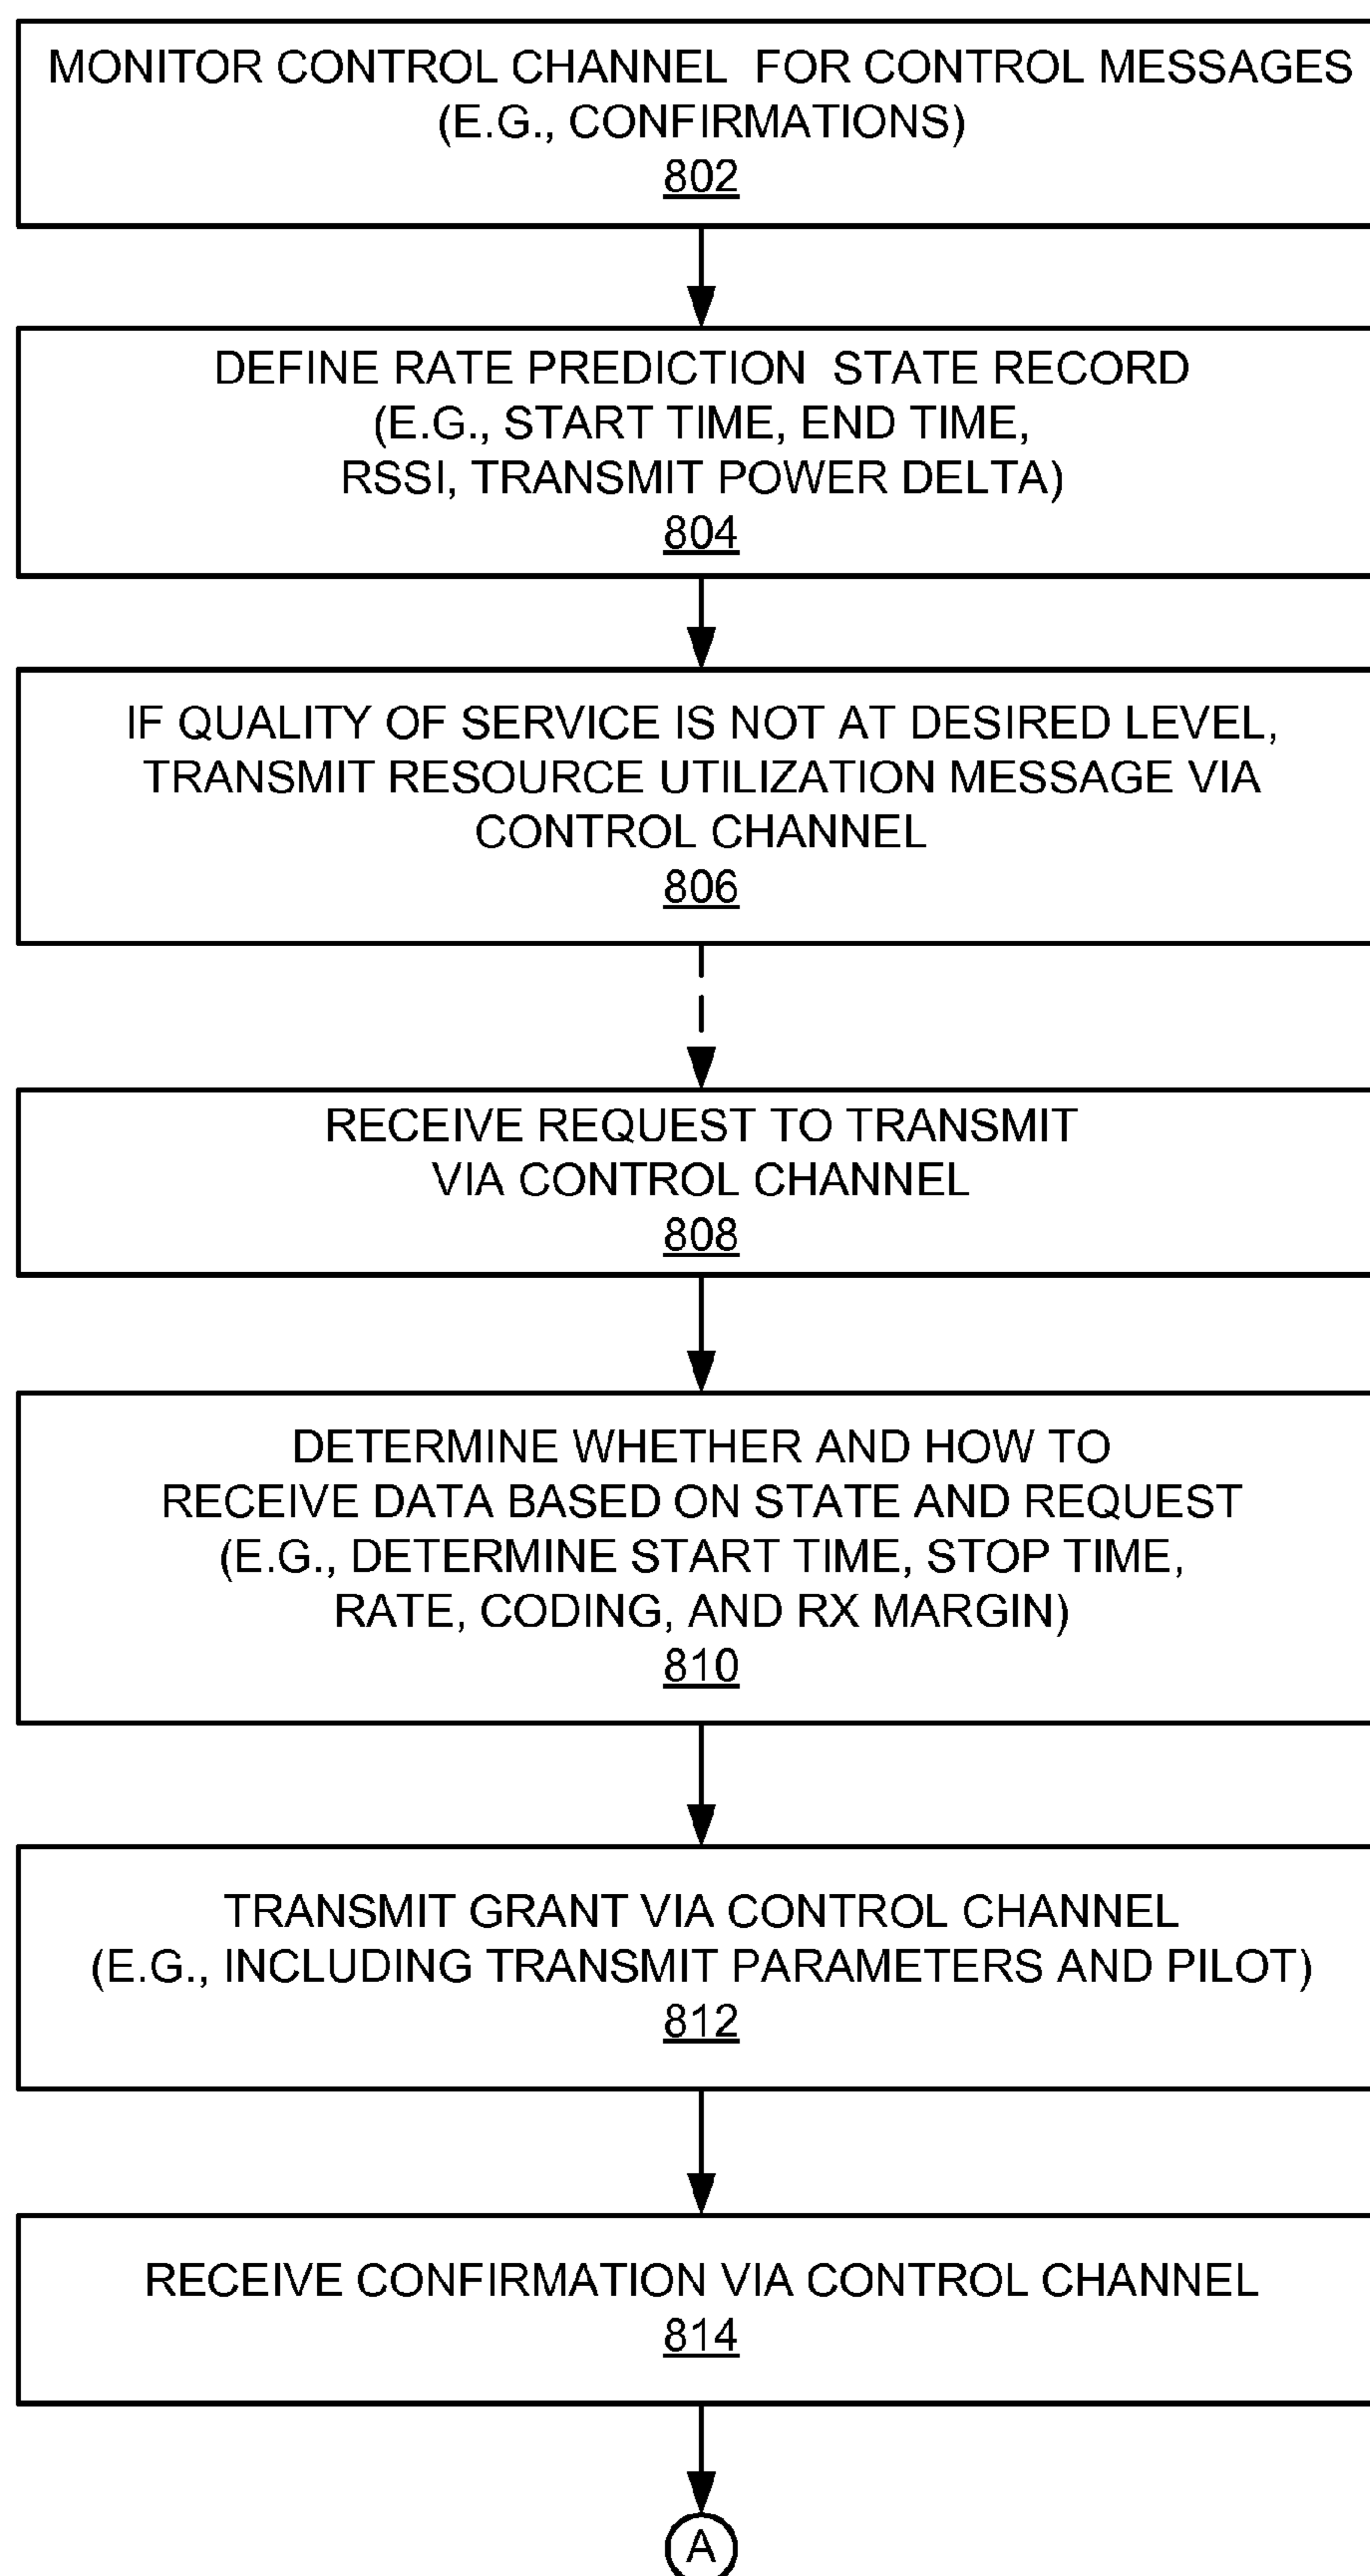 MONITOR CONTROL CHANNEL FOR CONTROL MESSAGES
(E.G., CONFIRMATIONS)
802
DEFINE RATE PREDICTION STATE RECORD
(E.G., START TIME, END TIME,
RSSI, TRANSMIT POWER DELTA)
804
IF QUALITY OF SERVICE IS NOT AT DESIRED LEVEL,
TRANSMIT RESOURCE UTILIZATION MESSAGE VIA
CONTROL CHANNEL
806
RECEIVE REQUEST TO TRANSMIT
VIA CONTROL CHANNEL
808
DETERMINE WHETHER AND HOW TO
RECEIVE DATA BASED ON STATE AND REQUEST
(E.G., DETERMINE START TIME, STOP TIME,
RATE, CODING, AND RX MARGIN)
810
TRANSMIT GRANT VIA CONTROL CHANNEL
(E.G., INCLUDING TRANSMIT PARAMETERS AND PILOT)
812
RECEIVE CONFIRMATION VIA CONTROL CHANNEL
814
A